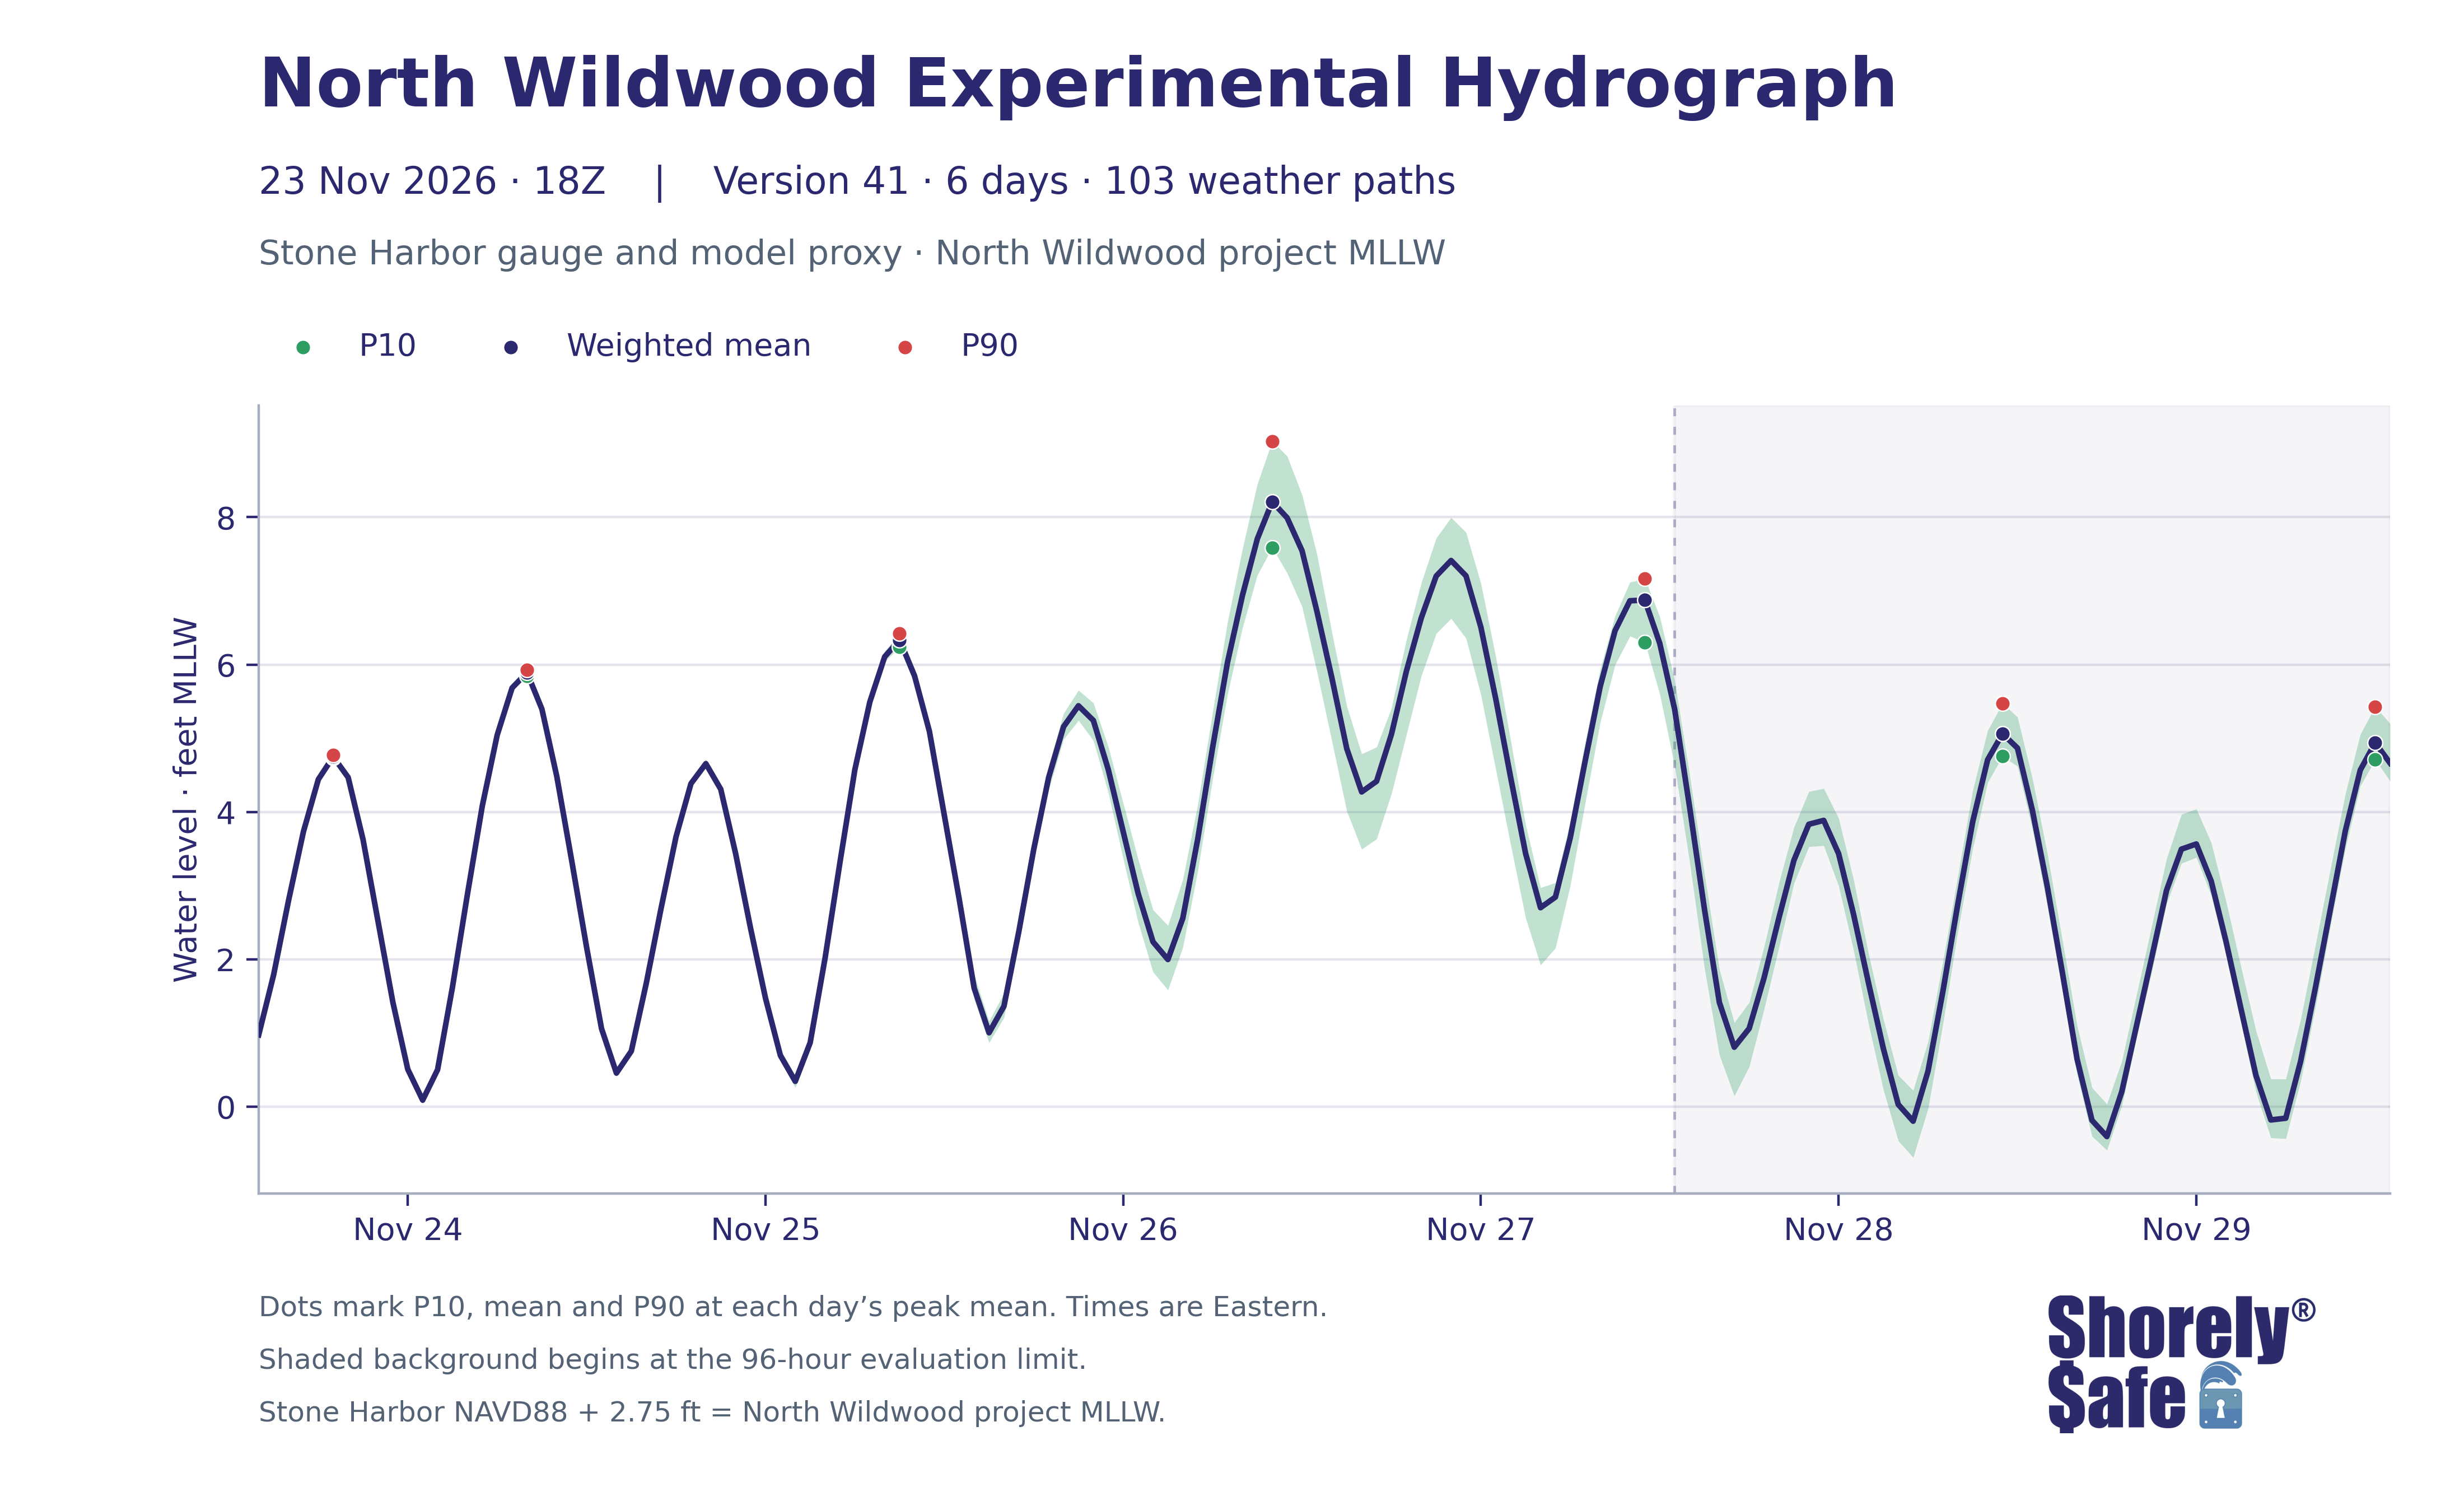 North Wildwood Experimental Hydrograph
23 Nov 2026 · 18Z | Version 41 · 6 days · 103 weather paths
Stone Harbor gauge and model proxy · North Wildwood project MLLW
P10 Weighted mean P90
Water level · feet MLLW
8
6
4
2
0
Nov 24 Nov 25 Nov 26 Nov 27 Nov 28 Nov 29
Dots mark P10, mean and P90 at each day’s peak mean. Times are Eastern.
Shaded background begins at the 96-hour evaluation limit.
Stone Harbor NAVD88 + 2.75 ft = North Wildwood project MLLW.
Shorely®
$afe